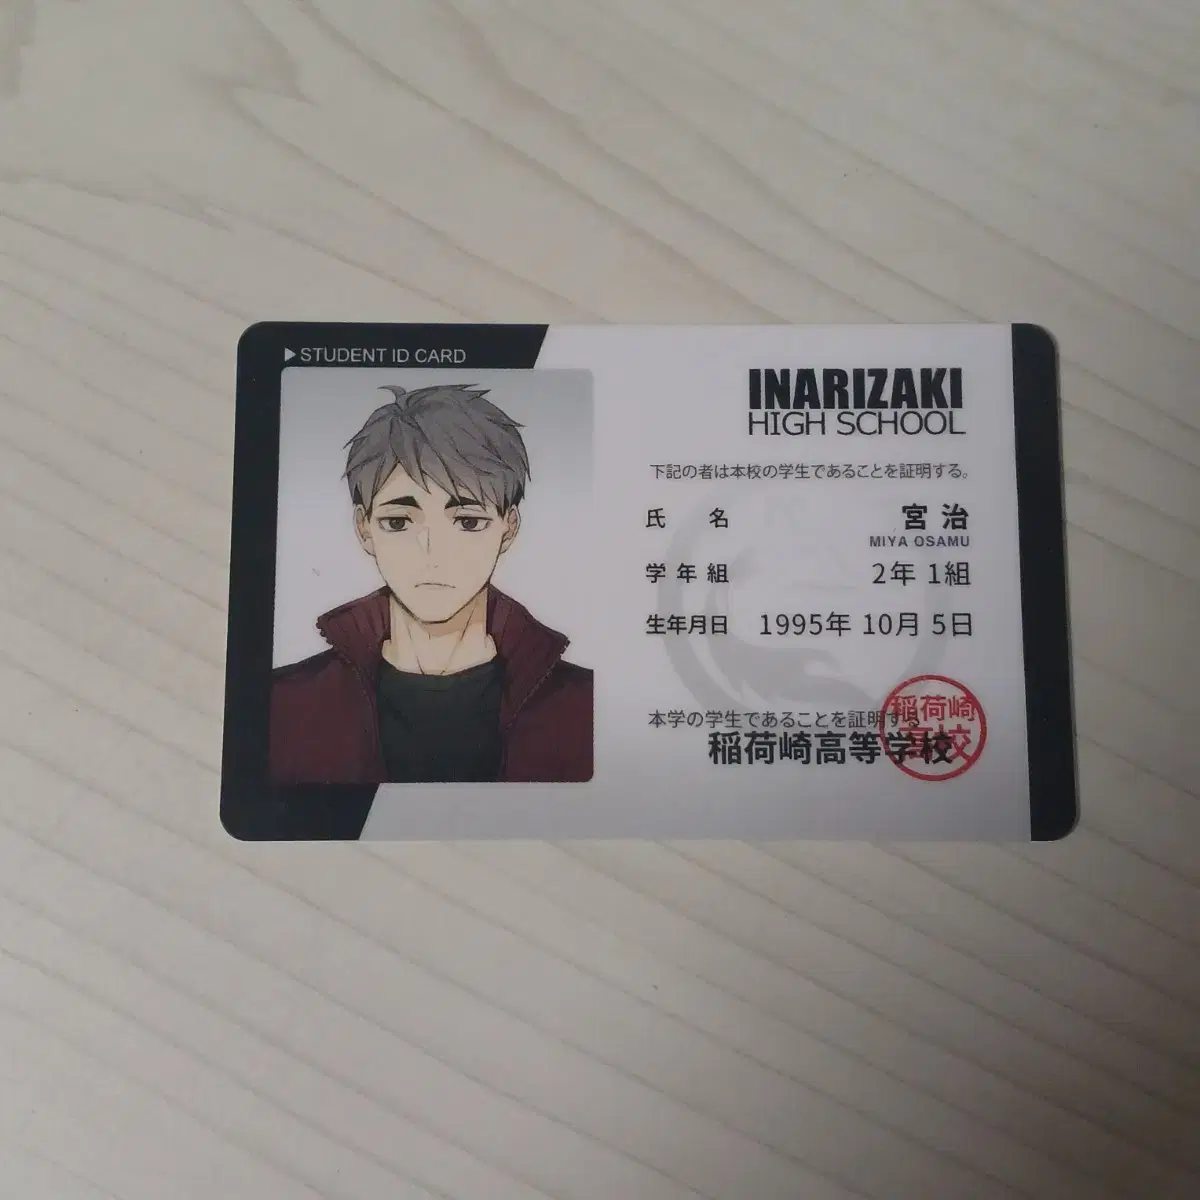 ▶STUDENT ID CARD
INARIZAKI
HIGH SCHOOL
下記の者は本校の学生であることを証明する。
氏 名 宮 治
MIYA OSAMU
学 年 組 2年 1組
生年月日 1995年 10月 5日
本学の学生であることを証明する
稲荷崎高等学校
稲荷崎
高校